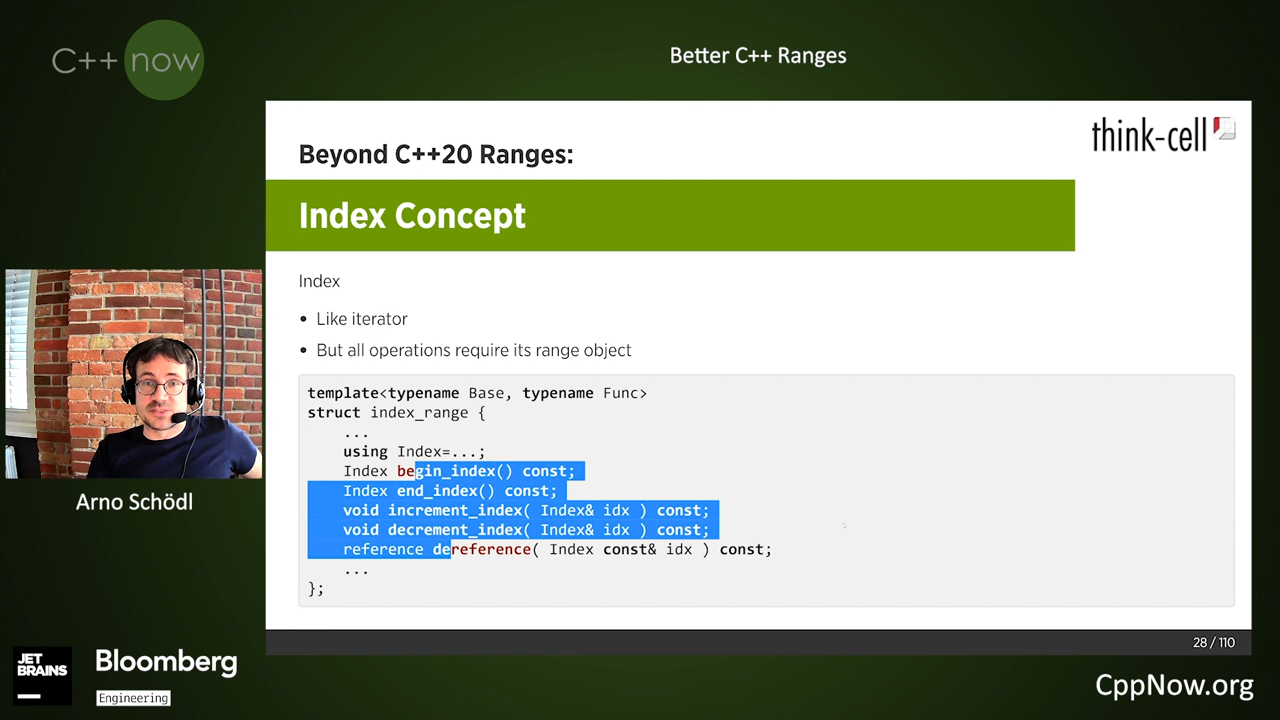 C++ now
Better C++ Ranges
think-cell
Beyond C++20 Ranges:
Index Concept
Index
• Like iterator
• But all operations require its range object
template<typename Base, typename Func>
struct index_range {
...
using Index=...;
Index begin_index() const;
Index end_index() const;
void increment_index( Index& idx ) const;
void decrement_index( Index& idx ) const;
reference dereference( Index const& idx ) const;
...
};
28 / 110
Arno Schödl
JET
BRAINS
Bloomberg
Engineering
CppNow.org